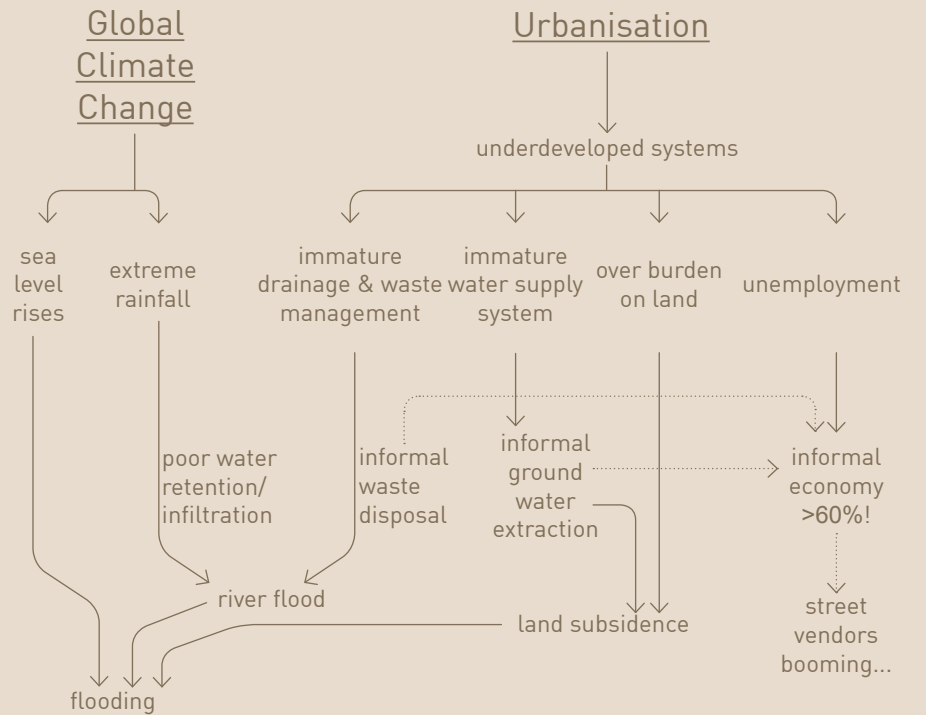 Global
Climate
Change
Urbanisation
underdeveloped systems
sea
level
rises
extreme
rainfall
immature
drainage & waste
management
immature
water supply
system
over burden
on land
unemployment
poor water
retention/
infiltration
informal
waste
disposal
informal
ground
water
extraction
informal
economy
>60%!
river flood
land subsidence
street
vendors
booming...
flooding